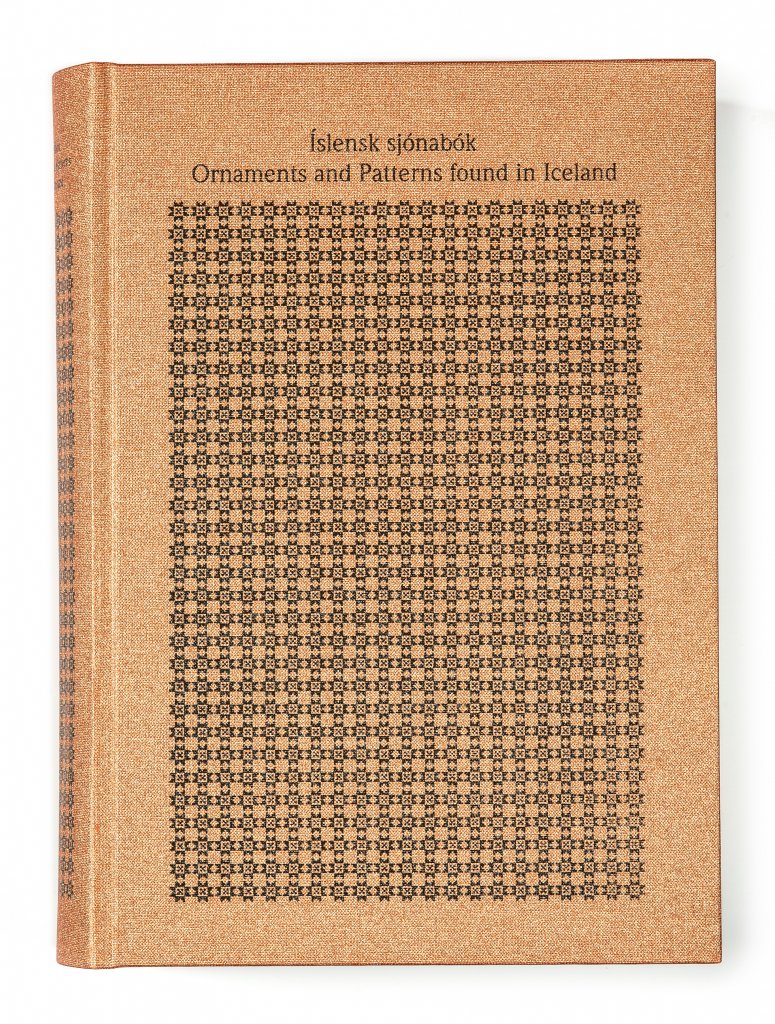 Íslensk sjónabók
Ornaments and Patterns found in Iceland